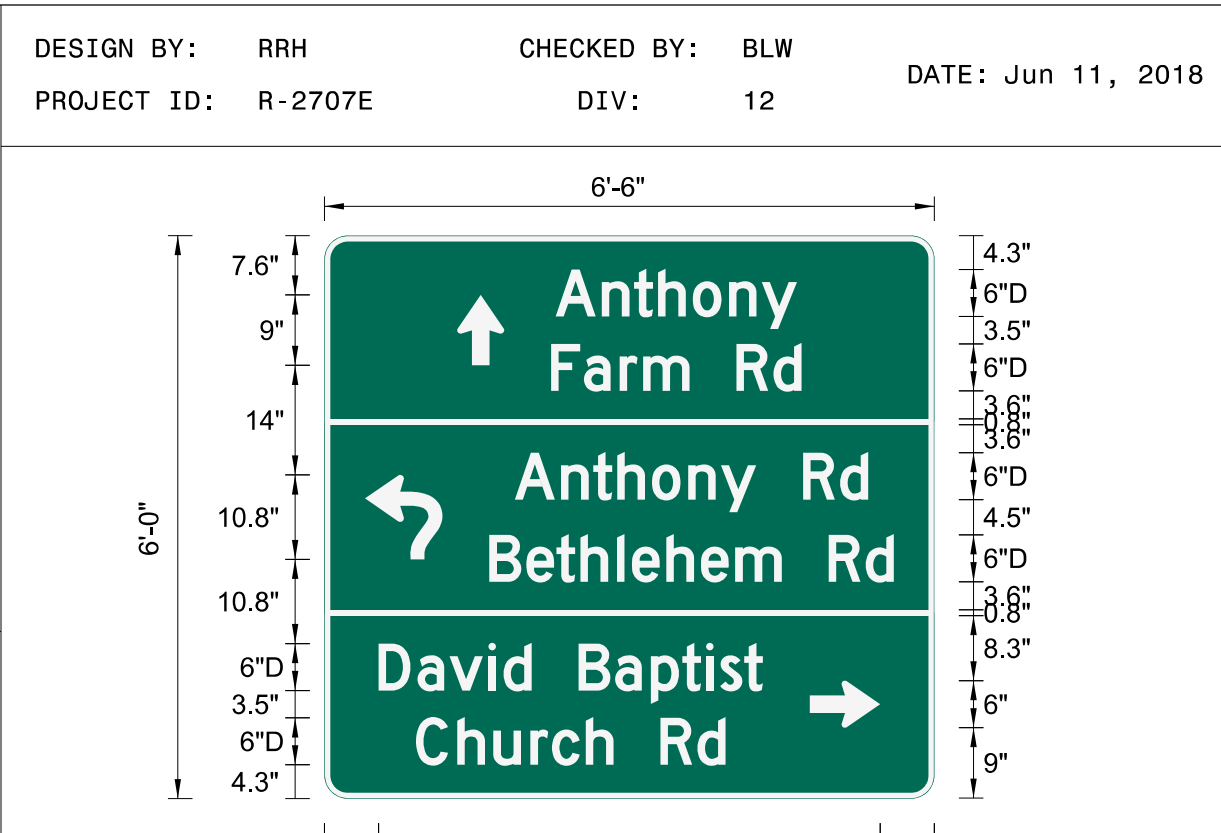 DESIGN BY: RRH CHECKED BY: BLW DATE: Jun 11, 2018
PROJECT ID: R-2707E DIV: 12
6'-6"
6'-0"
7.6"
9"
14"
10.8"
10.8"
6"D
3.5"
6"D
4.3"
Anthony
Farm Rd
Anthony Rd
Bethlehem Rd
David Baptist
Church Rd
4.3"
6"D
3.5"
6"D
3.6"
0.8"
3.6"
6"D
4.5"
6"D
3.6"
0.8"
8.3"
6"
9"